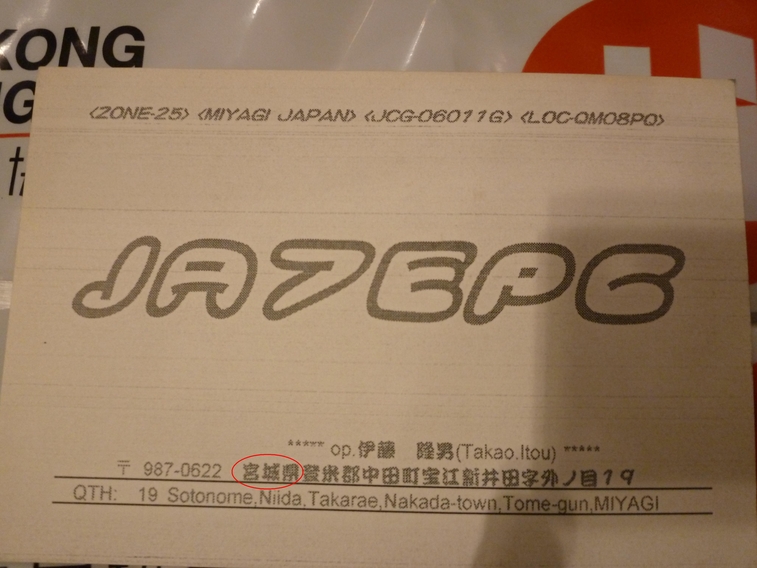 KONG
<ZONE-25> <MIYAGI JAPAN> <JCG-06011G> <LOC-QM08PQ>
JA7EPC
***** op.伊藤 隆男(Takao.Itou) *****
〒 987-0622 宮城県登米郡中田町宝江新井田字外ノ目19
QTH: 19 Sotonome,Niida,Takarae,Nakada-town,Tome-gun,MIYAGI